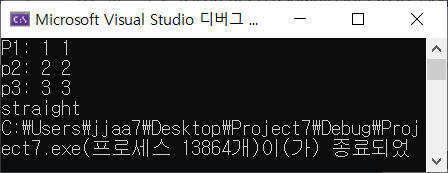 Microsoft Visual Studio 디버그 ...
P1: 1 1
p2: 2 2
p3: 3 3
straight
C:₩Users₩jjaa7₩Desktop₩Project7₩Debug₩Proj
ect7.exe(프로세스 13864개)이(가) 종료되었